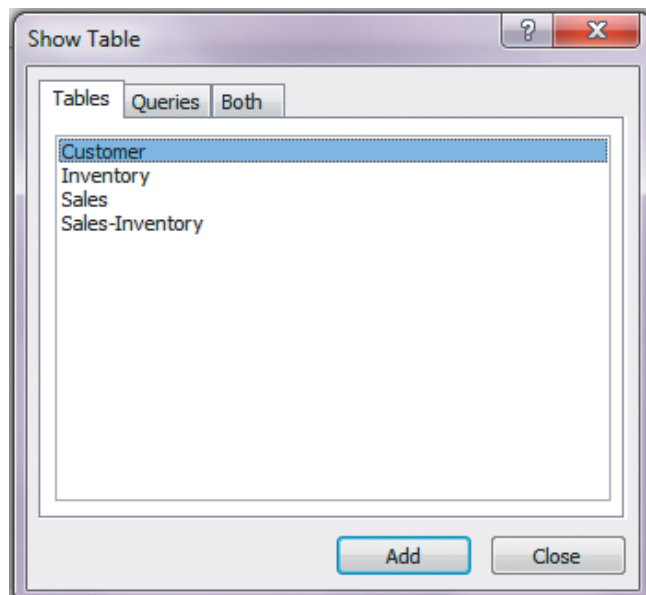 Show Table
?
X
Tables Queries Both
Customer
Inventory
Sales
Sales-Inventory
Add Close